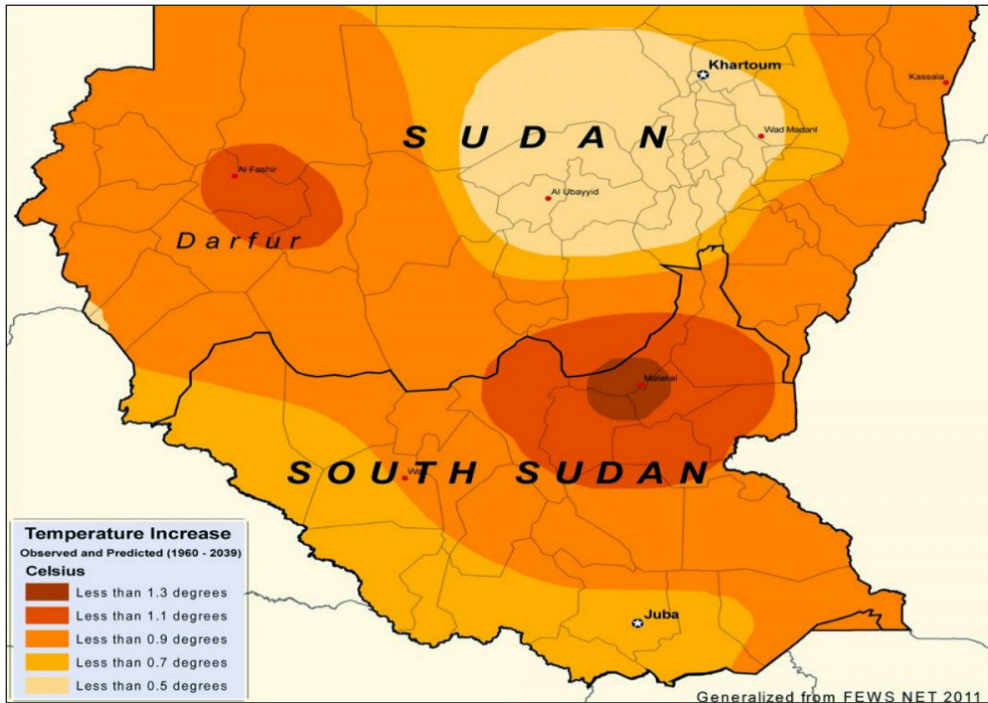 Khartoum
Kassala
SUDAN
Wad Madani
Al Fashir
Al Ubayyid
Darfur
Malakal
SOUTH SUDAN
Juba
Temperature Increase
Observed and Predicted (1960 - 2039)
Celsius
Less than 1.3 degrees
Less than 1.1 degrees
Less than 0.9 degrees
Less than 0.7 degrees
Less than 0.5 degrees
Generalized from FEWS NET 2011